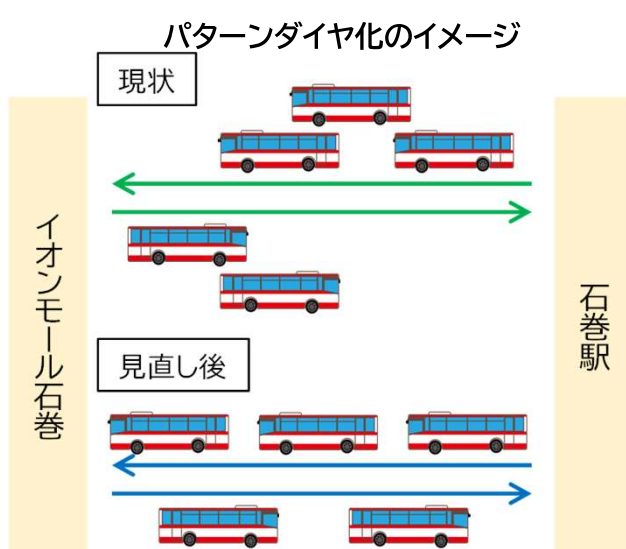 パターンダイヤ化のイメージ
現状
イオンモール石巻
石巻駅
見直し後